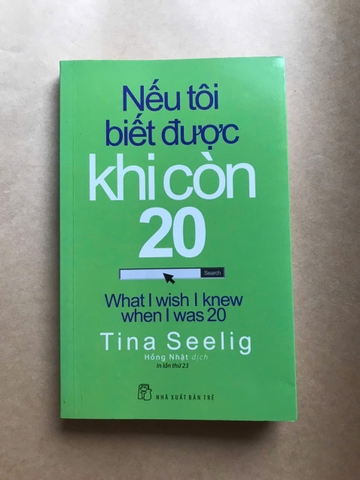 Nếu tôi
biết được
khi còn
20
Search
What I wish I knew
when I was 20
Tina Seelig
Hồng Nhật dịch
In lần thứ 23
NHÀ XUẤT BẢN TRẺ